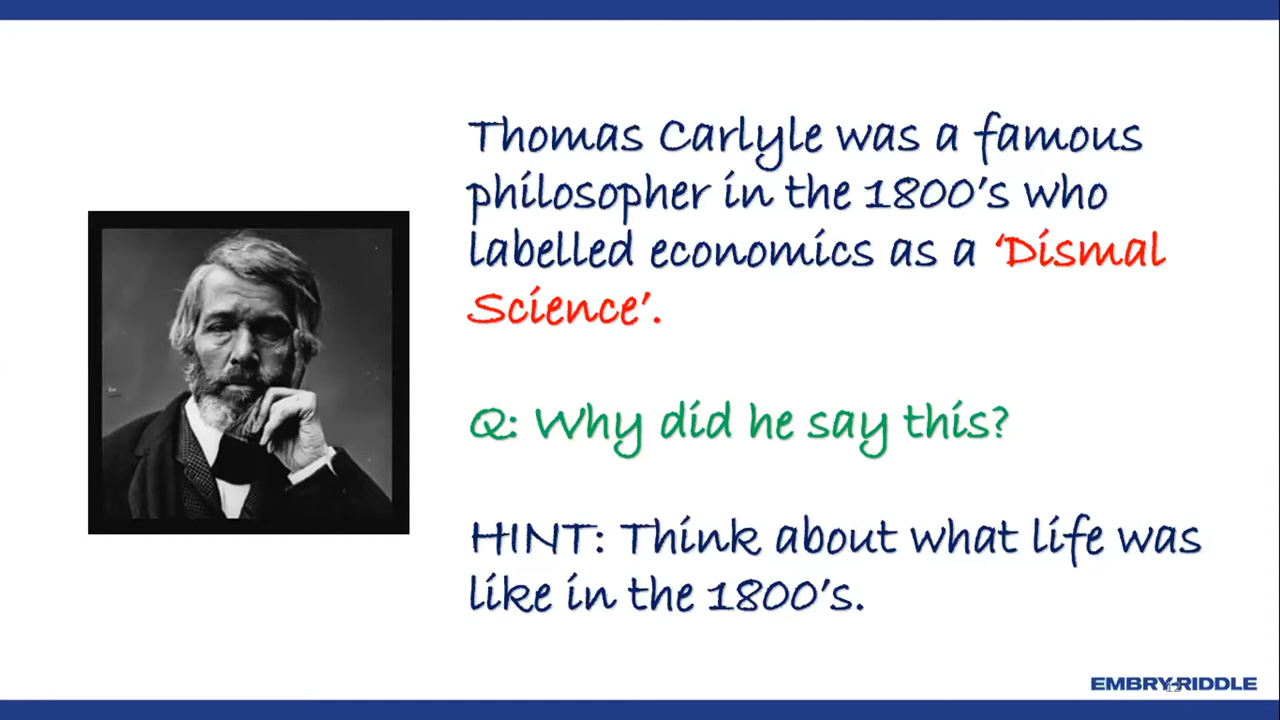 Thomas Carlyle was a famous
philosopher in the 1800's who
labelled economics as a 'Dismal
Science'.
Q: Why did he say this?
HINT: Think about what life was
like in the 1800's.
EMBRY-RIDDLE